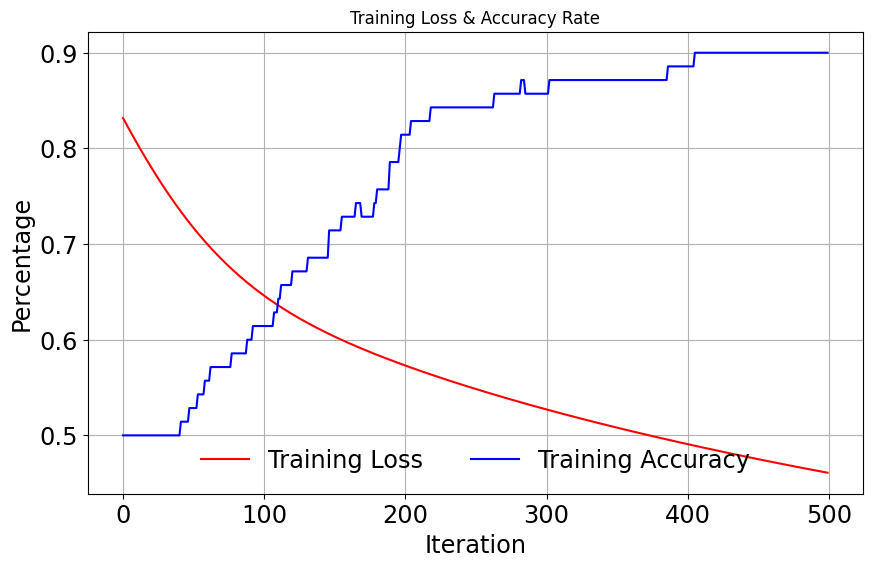 Training Loss & Accuracy Rate
0.9
0.8
0.7
0.6
0.5
Percentage
Training Loss Training Accuracy
0 100 200 300 400 500
Iteration